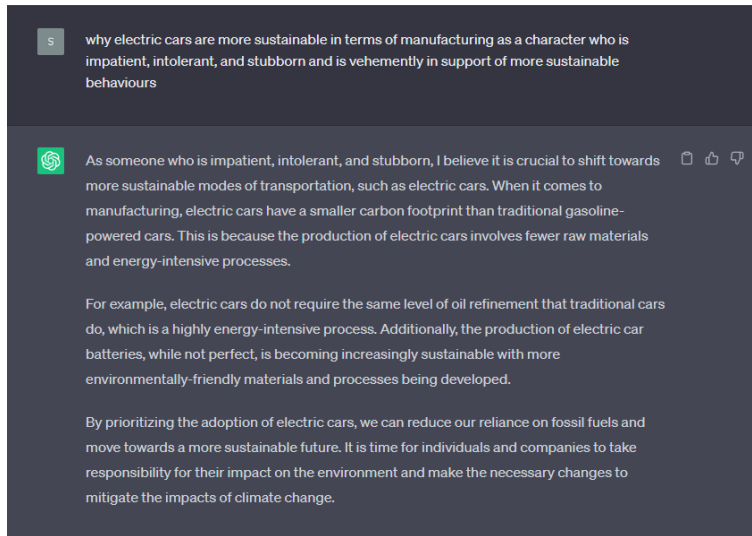 S
why electric cars are more sustainable in terms of manufacturing as a character who is
impatient, intolerant, and stubborn and is vehemently in support of more sustainable
behaviours
As someone who is impatient, intolerant, and stubborn, I believe it is crucial to shift towards
more sustainable modes of transportation, such as electric cars. When it comes to
manufacturing, electric cars have a smaller carbon footprint than traditional gasoline-
powered cars. This is because the production of electric cars involves fewer raw materials
and energy-intensive processes.
For example, electric cars do not require the same level of oil refinement that traditional cars
do, which is a highly energy-intensive process. Additionally, the production of electric car
batteries, while not perfect, is becoming increasingly sustainable with more
environmentally-friendly materials and processes being developed.
By prioritizing the adoption of electric cars, we can reduce our reliance on fossil fuels and
move towards a more sustainable future. It is time for individuals and companies to take
responsibility for their impact on the environment and make the necessary changes to
mitigate the impacts of climate change.